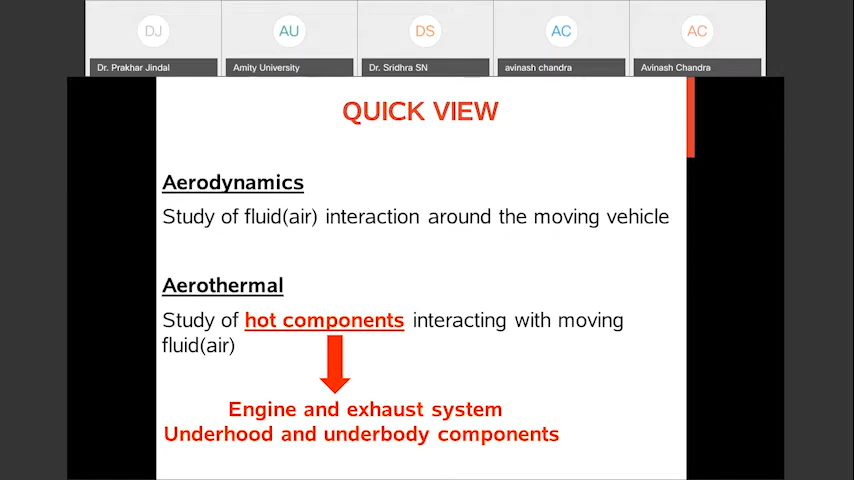 DJ
AU
DS
AC
AC
Dr. Prakhar Jindal
Amity University
Dr. Sridhra SN
avinash chandra
Avinash Chandra
QUICK VIEW
Aerodynamics
Study of fluid(air) interaction around the moving vehicle
Aerothermal
Study of hot components interacting with moving
fluid(air)
Engine and exhaust system
Underhood and underbody components